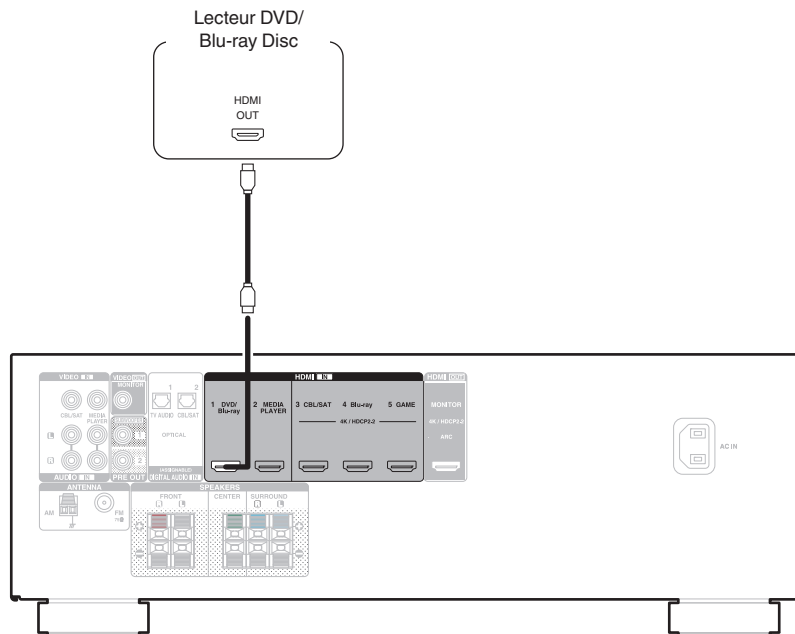 Lecteur DVD/
Blu-ray Disc
HDMI
OUT
VIDEO IN
VIDEO OUT
MONITOR
HDMI IN
HDMI OUT
1 2
1 DVD/
Blu-ray
2 MEDIA
PLAYER
3 CBL/SAT
4 Blu-ray
5 GAME
MONITOR
CBL/SAT
MEDIA
PLAYER
TV AUDIO
CBL/SAT
SUBWOOFER
4K / HDCP2.2
4K / HDCP2.2
L
1
OPTICAL
ARC
AC IN
R
2
AUDIO IN
PRE OUT
(ASSIGNABLE)
DIGITAL AUDIO IN
ANTENNA
SPEAKERS
FRONT
CENTER
SURROUND
R L
R L
AM
FM
75Ω